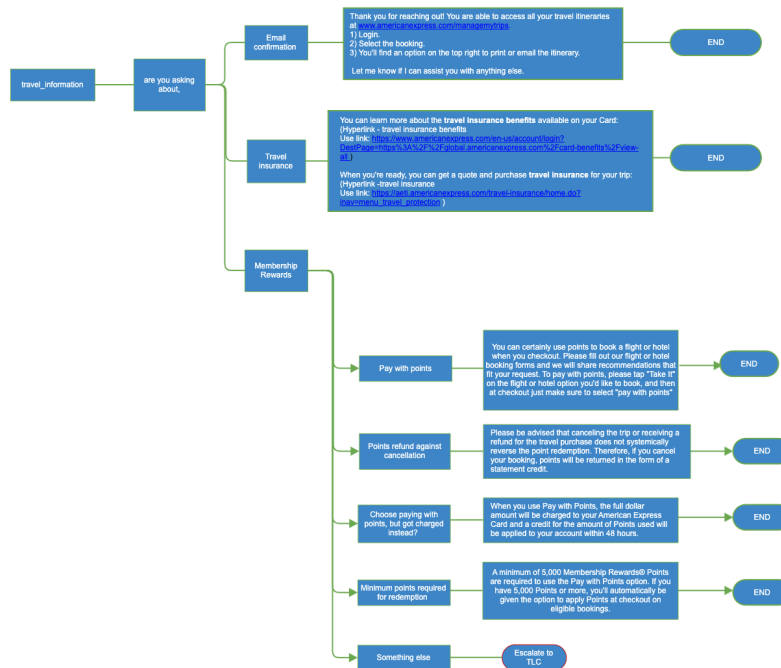 travel_information
are you asking
about,
Email
confirmation
Thank you for reaching out! You are able to access all your travel itineraries
at www.americanexpress.com/managemytrips.
1) Login.
2) Select the booking.
3) You'll find an option on the top right to print or email the itinerary.
Let me know if I can assist you with anything else.
END
Travel
insurance
You can learn more about the travel insurance benefits available on your Card:
(Hyperlink - travel insurance benefits
Use link: https://www.americanexpress.com/en-us/account/login?
DestPage=https%3A%2F%2Fglobal.americanexpress.com%2Fcard-benefits%2Fview-
all )
When you're ready, you can get a quote and purchase travel insurance for your trip:
(Hyperlink -travel insurance
Use link: https://aeti.americanexpress.com/travel-insurance/home.do?
inav=menu_travel_protection )
END
Membership
Rewards
Pay with points
You can certainly use points to book a flight or hotel
when you checkout. Please fill out our flight or hotel
booking forms and we will share recommendations that
fit your request. To pay with points, please tap "Take It"
on the flight or hotel option you'd like to book, and then
at checkout just make sure to select "pay with points"
END
Points refund against
cancellation
Please be advised that canceling the trip or receiving a
refund for the travel purchase does not systemically
reverse the point redemption. Therefore, if you cancel
your booking, points will be returned in the form of a
statement credit.
END
Choose paying with
points, but got charged
instead?
When you use Pay with Points, the full dollar
amount will be charged to your American Express
Card and a credit for the amount of Points used will
be applied to your account within 48 hours.
END
Minimum points required
for redemption
A minimum of 5,000 Membership Rewards® Points
are required to use the Pay with Points option. If you
have 5,000 Points or more, you'll automatically be
given the option to apply Points at checkout on
eligible bookings.
END
Something else
Escalate to
TLC